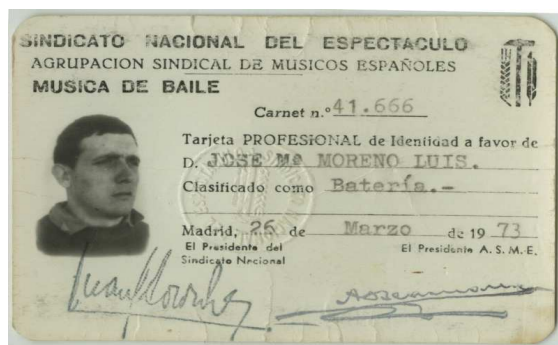 SINDICATO NACIONAL DEL ESPECTACULO
AGRUPACION SINDICAL DE MUSICOS ESPAÑOLES
MUSICA DE BAILE
Carnet n.º 41.666
Tarjeta PROFESIONAL de Identidad a favor de
D. JOSE Mª MORENO LUIS.
Clasificado como Batería.-
Madrid, 26 de Marzo de 19 73
El Presidente del
Sindicato Nacional
El Presidente A. S. M. E.